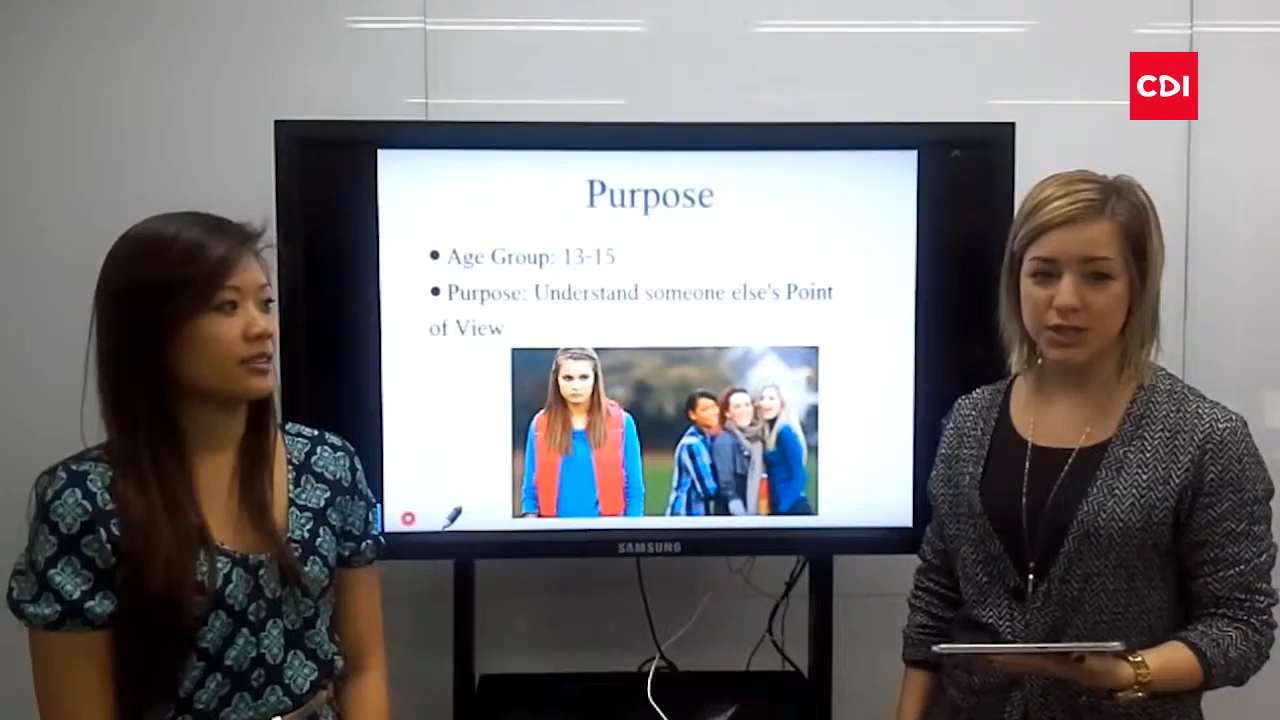 CDI
Purpose
• Age Group: 13-15
• Purpose: Understand someone else's Point
of View
SAMSUNG